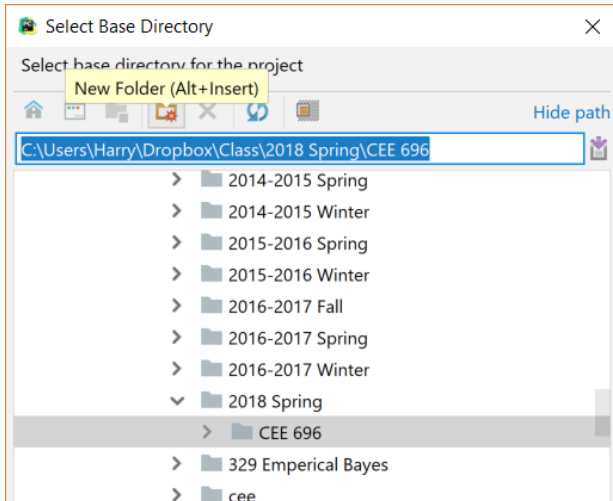 Select Base Directory
Select base directory for the project
New Folder (Alt+Insert)
Hide path
C:\Users\Harry\Dropbox\Class\2018 Spring\CEE 696
2014-2015 Spring
2014-2015 Winter
2015-2016 Spring
2015-2016 Winter
2016-2017 Fall
2016-2017 Spring
2016-2017 Winter
2018 Spring
CEE 696
329 Emperical Bayes
cee